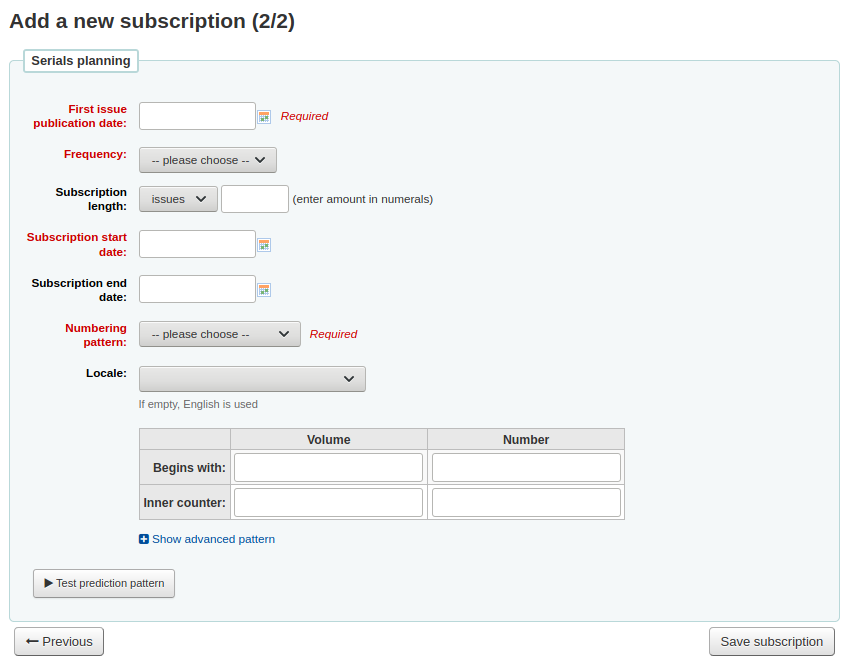 Add a new subscription (2/2)
Serials planning
First issue
publication date:
Required
Frequency:
-- please choose --
Subscription
length:
issues
(enter amount in numerals)
Subscription start
date:
Subscription end
date:
Numbering
pattern:
-- please choose --
Required
Locale:
If empty, English is used
Volume Number
Begins with:
Inner counter:
Show advanced pattern
Test prediction pattern
Previous
Save subscription